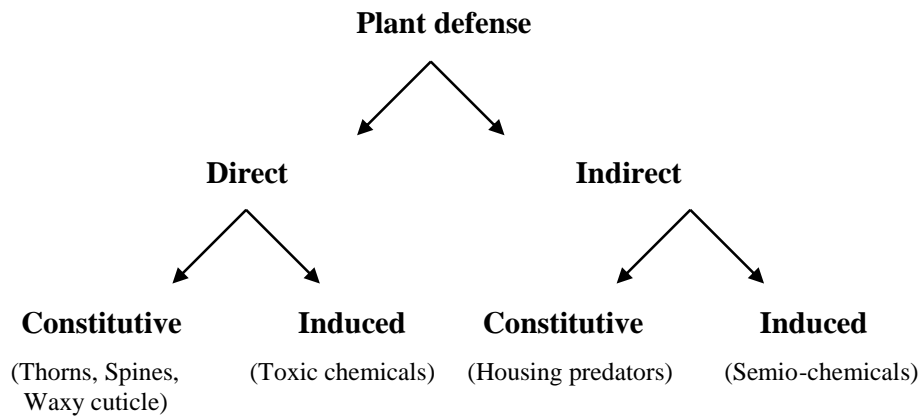 Plant defense
Direct
Indirect
Constitutive
Induced
Constitutive
Induced
(Thorns, Spines,
Waxy cuticle)
(Toxic chemicals)
(Housing predators)
(Semio-chemicals)